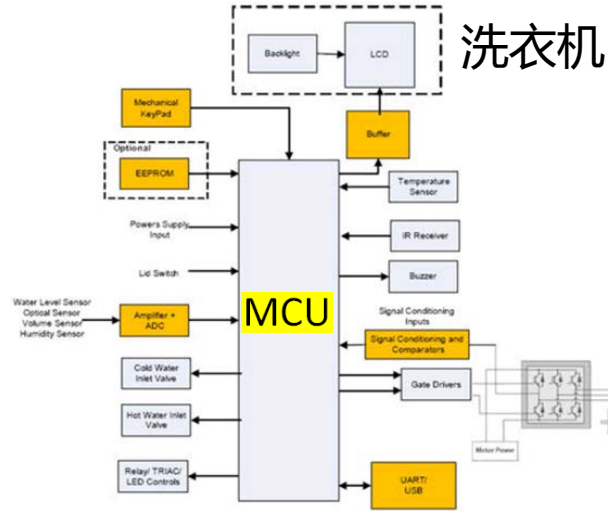 洗衣机
Backlight
LCD
Mechanical
KeyPad
Buffer
Optional
EEPROM
Temperature
Sensor
Powers Supply
Input
IR Receiver
Lid Switch
Buzzer
Water Level Sensor
Optical Sensor
Volume Sensor
Humidity Sensor
Amplifier +
ADC
MCU
Signal Conditioning
Inputs
Signal Conditioning and
Comparators
Cold Water
Inlet Valve
Gate Drivers
Hot Water Inlet
Valve
Motor Power
Relay/ TRIAC/
LED Controls
UART/
USB